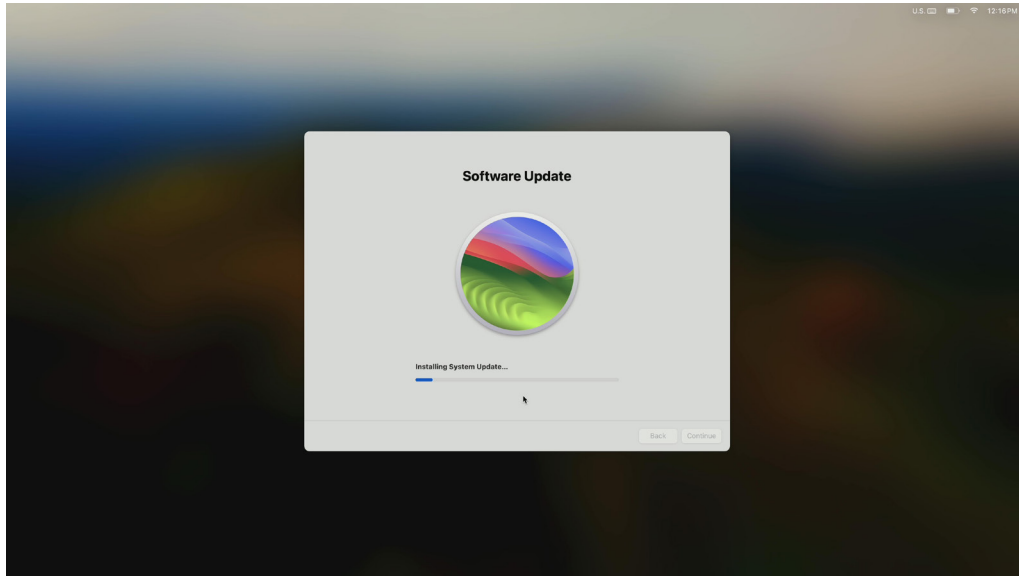 U.S. 12:16 PM
Software Update
Installing System Update...
Back Continue